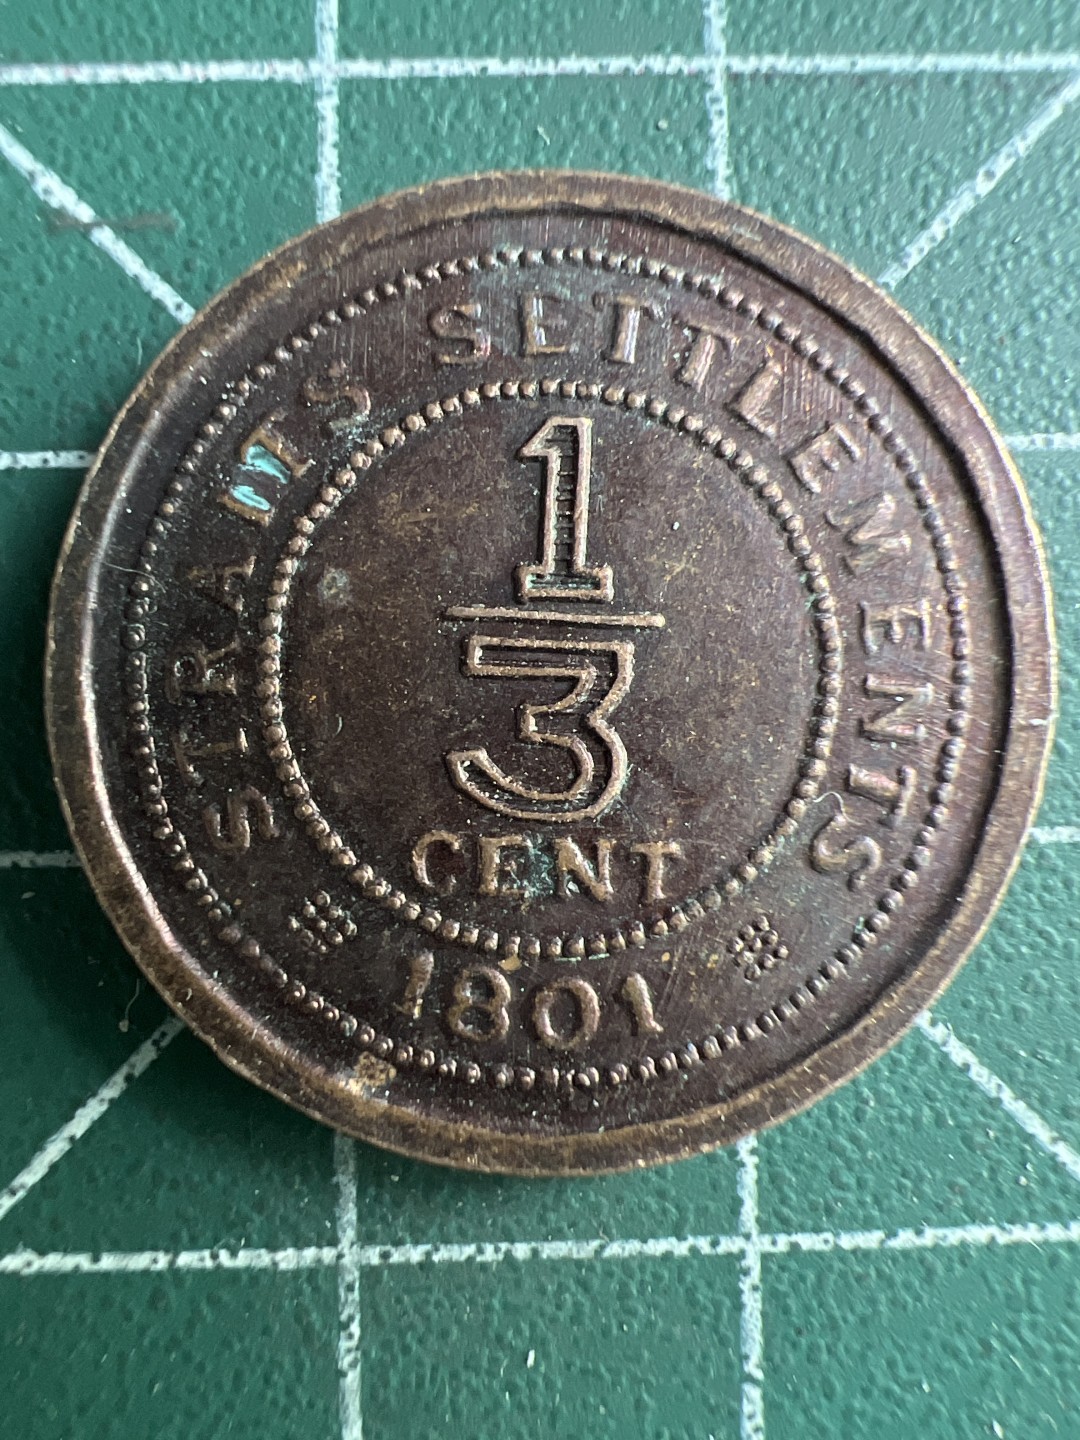 STRAITS SETTLEMENTS
1
3
CENT
1801